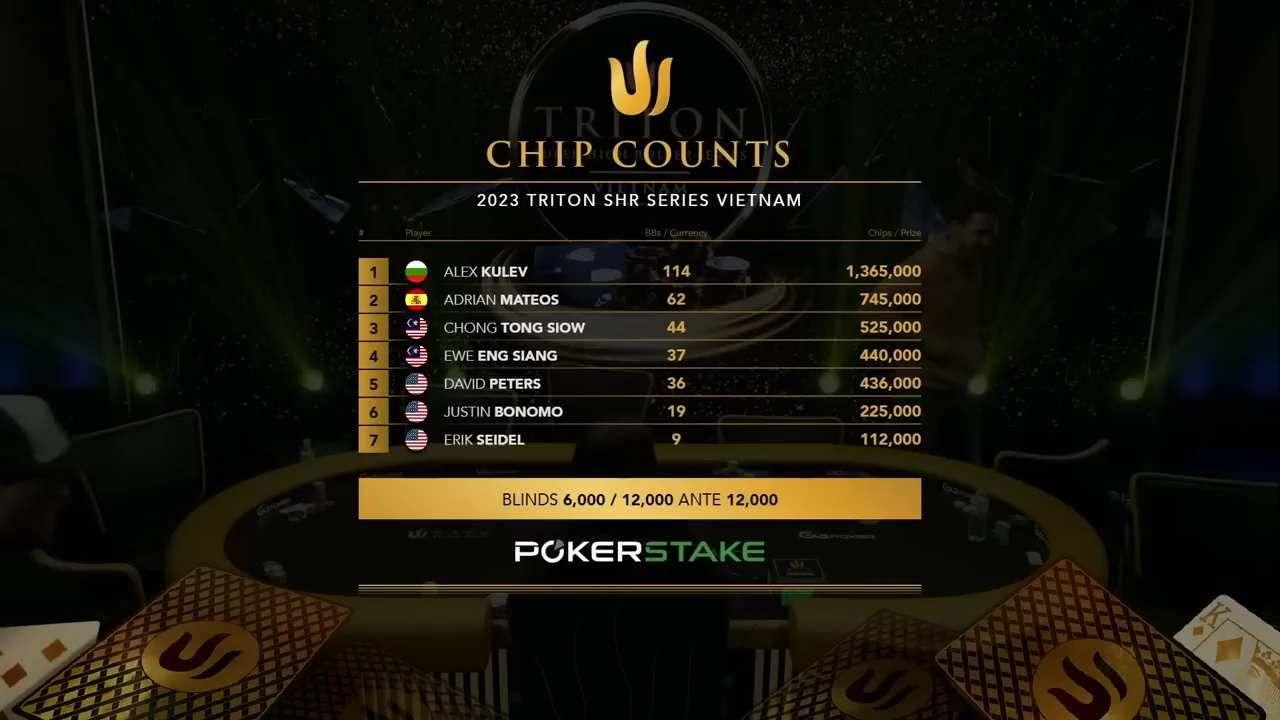 TRITON
CHIP COUNTS
VIETNAM
2023 TRITON SHR SERIES VIETNAM
# Player BBs / Currency Chips / Prize
1 ALEX KULEV 114 1,365,000
2 ADRIAN MATEOS 62 745,000
3 CHONG TONG SIOW 44 525,000
4 EWE ENG SIANG 37 440,000
5 DAVID PETERS 36 436,000
6 JUSTIN BONOMO 19 225,000
7 ERIK SEIDEL 9 112,000
BLINDS 6,000 / 12,000 ANTE 12,000
POKERSTAKE
K